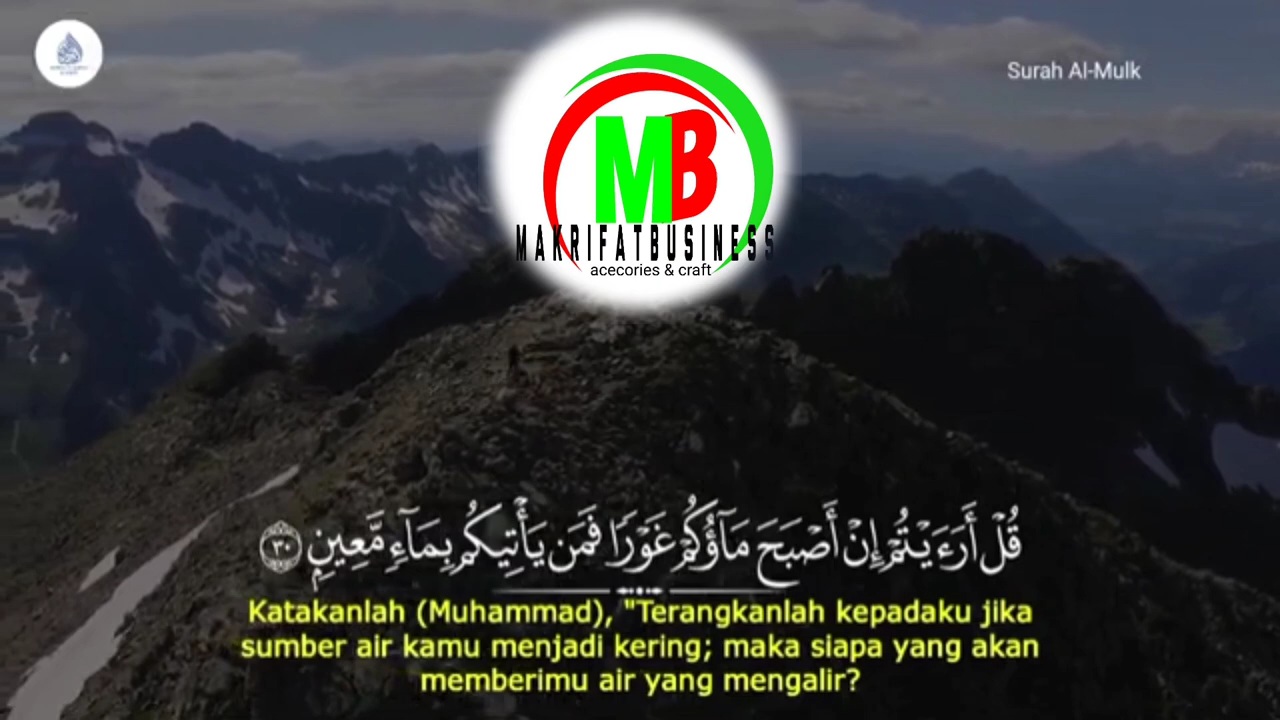 Surah Al-Mulk
MB
MAKRIFATBUSINESS
acecories & craft
قُلْ أَرَءَيْتُمْ إِنْ أَصْبَحَ مَآؤُكُمْ غَوْرًا فَمَن يَأْتِيكُم بِمَآءٍ مَّعِينٍۭ ٣٠
Katakanlah (Muhammad), "Terangkanlah kepadaku jika
sumber air kamu menjadi kering; maka siapa yang akan
memberimu air yang mengalir?